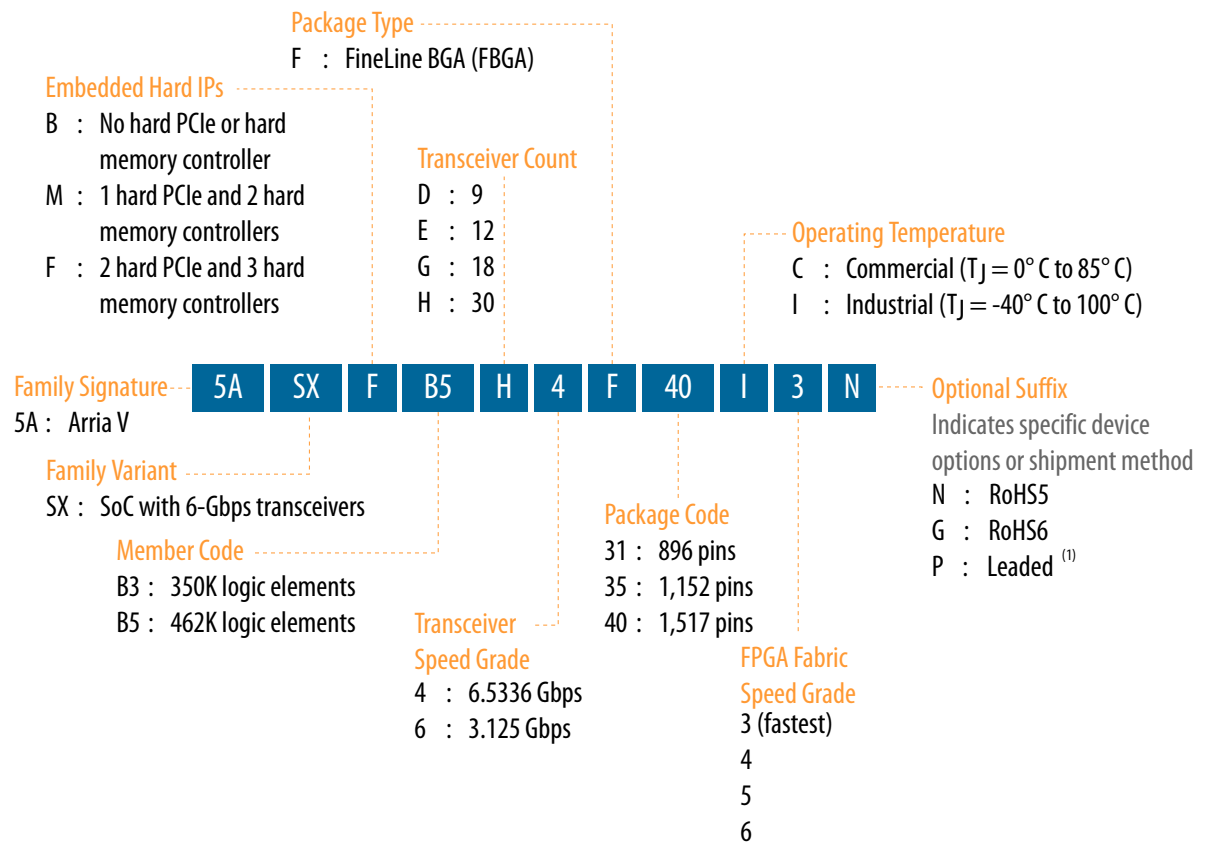 Package Type
F : FineLine BGA (FBGA)
Embedded Hard IPs
B : No hard PCIe or hard
memory controller
M : 1 hard PCIe and 2 hard
memory controllers
F : 2 hard PCIe and 3 hard
memory controllers
Transceiver Count
D : 9
E : 12
G : 18
H : 30
Operating Temperature
C : Commercial (TJ = 0° C to 85° C)
I : Industrial (TJ = -40° C to 100° C)
Family Signature
5A : Arria V
5A SX F B5 H 4 F 40 I 3 N
Optional Suffix
Indicates specific device
options or shipment method
N : RoHS5
G : RoHS6
P : Leaded (1)
Family Variant
SX : SoC with 6-Gbps transceivers
Member Code
B3 : 350K logic elements
B5 : 462K logic elements
Transceiver
Speed Grade
4 : 6.5336 Gbps
6 : 3.125 Gbps
Package Code
31 : 896 pins
35 : 1,152 pins
40 : 1,517 pins
FPGA Fabric
Speed Grade
3 (fastest)
4
5
6